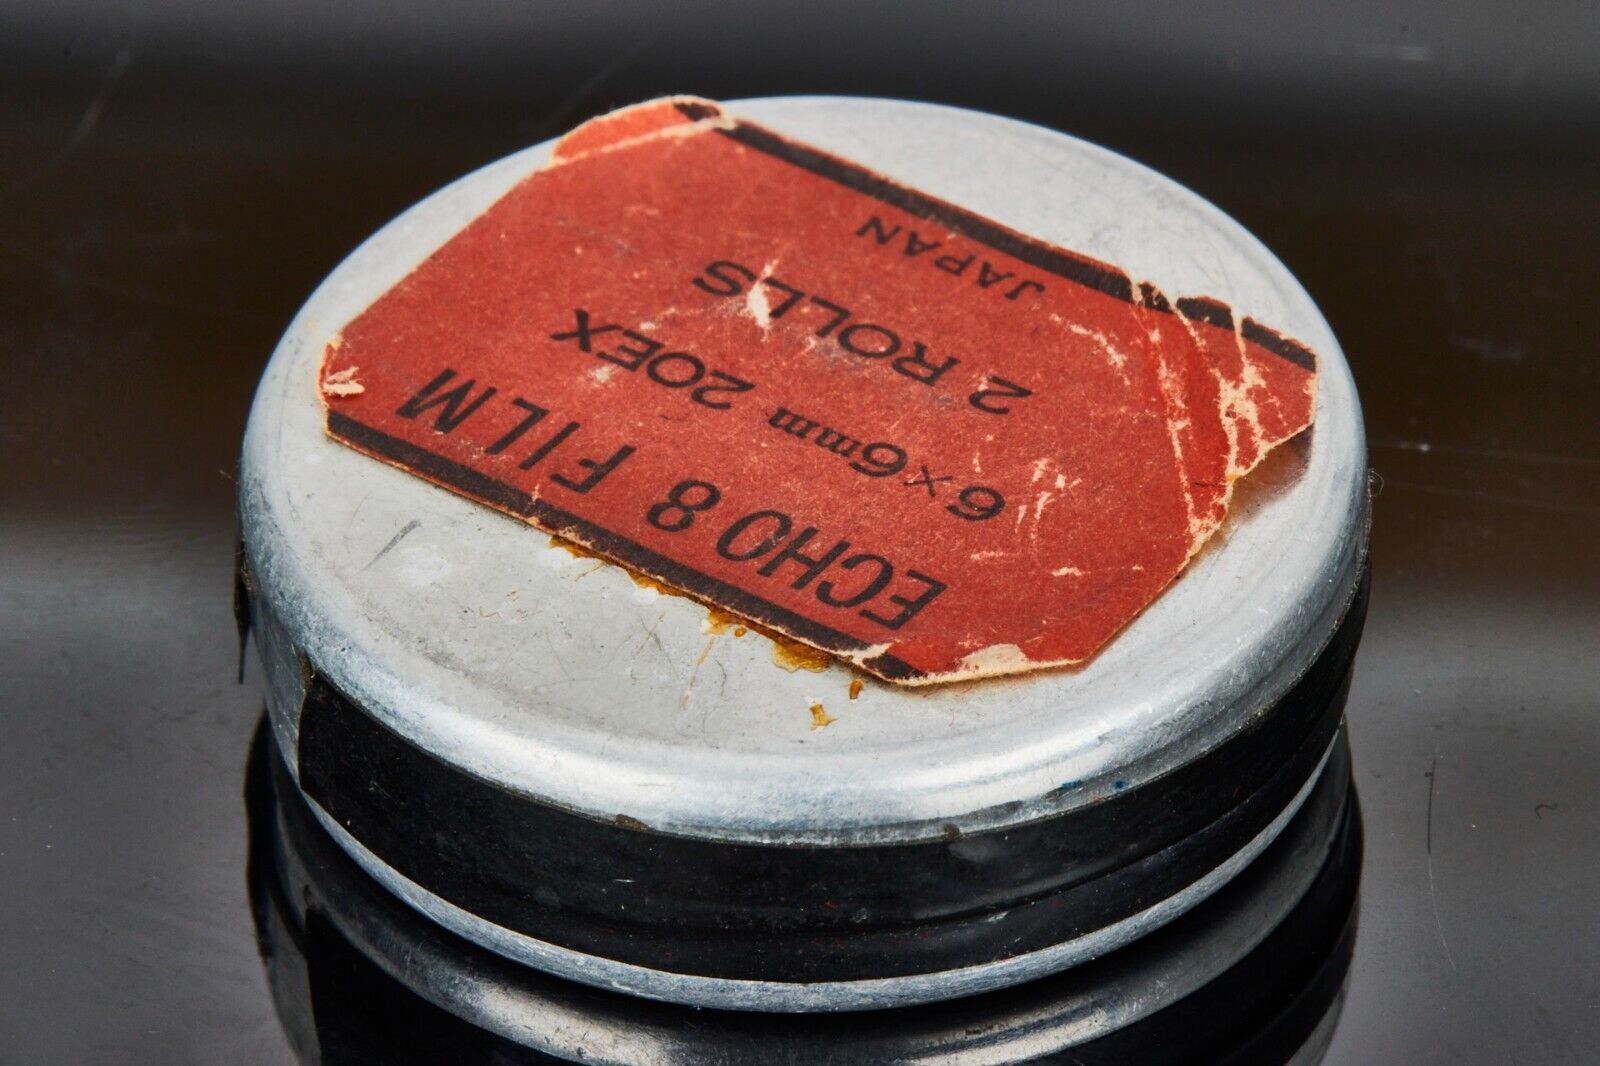 ECHO 8 FILM
6×6mm 20EX
2 ROLLS
JAPAN